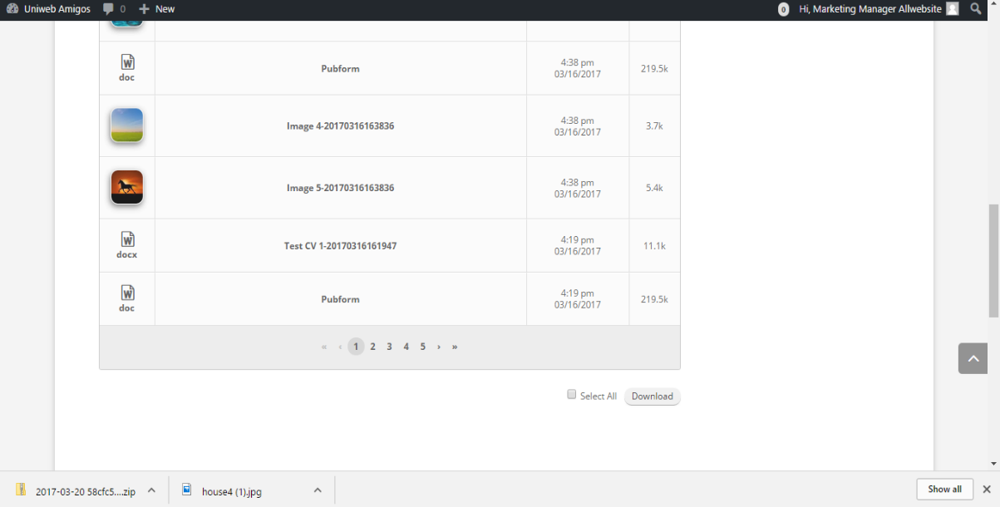 Uniweb Amigos 0 New 0 Hi, Marketing Manager Allwebsite
doc Pubform 4:38 pm 03/16/2017 219.5k
Image 4-20170316163836 4:38 pm 03/16/2017 3.7k
Image 5-20170316163836 4:38 pm 03/16/2017 5.4k
docx Test CV 1-20170316161947 4:19 pm 03/16/2017 11.1k
doc Pubform 4:19 pm 03/16/2017 219.5k
« ‹ 1 2 3 4 5 › »
Select All Download
2017-03-20 58cfc5....zip house4 (1).jpg Show all